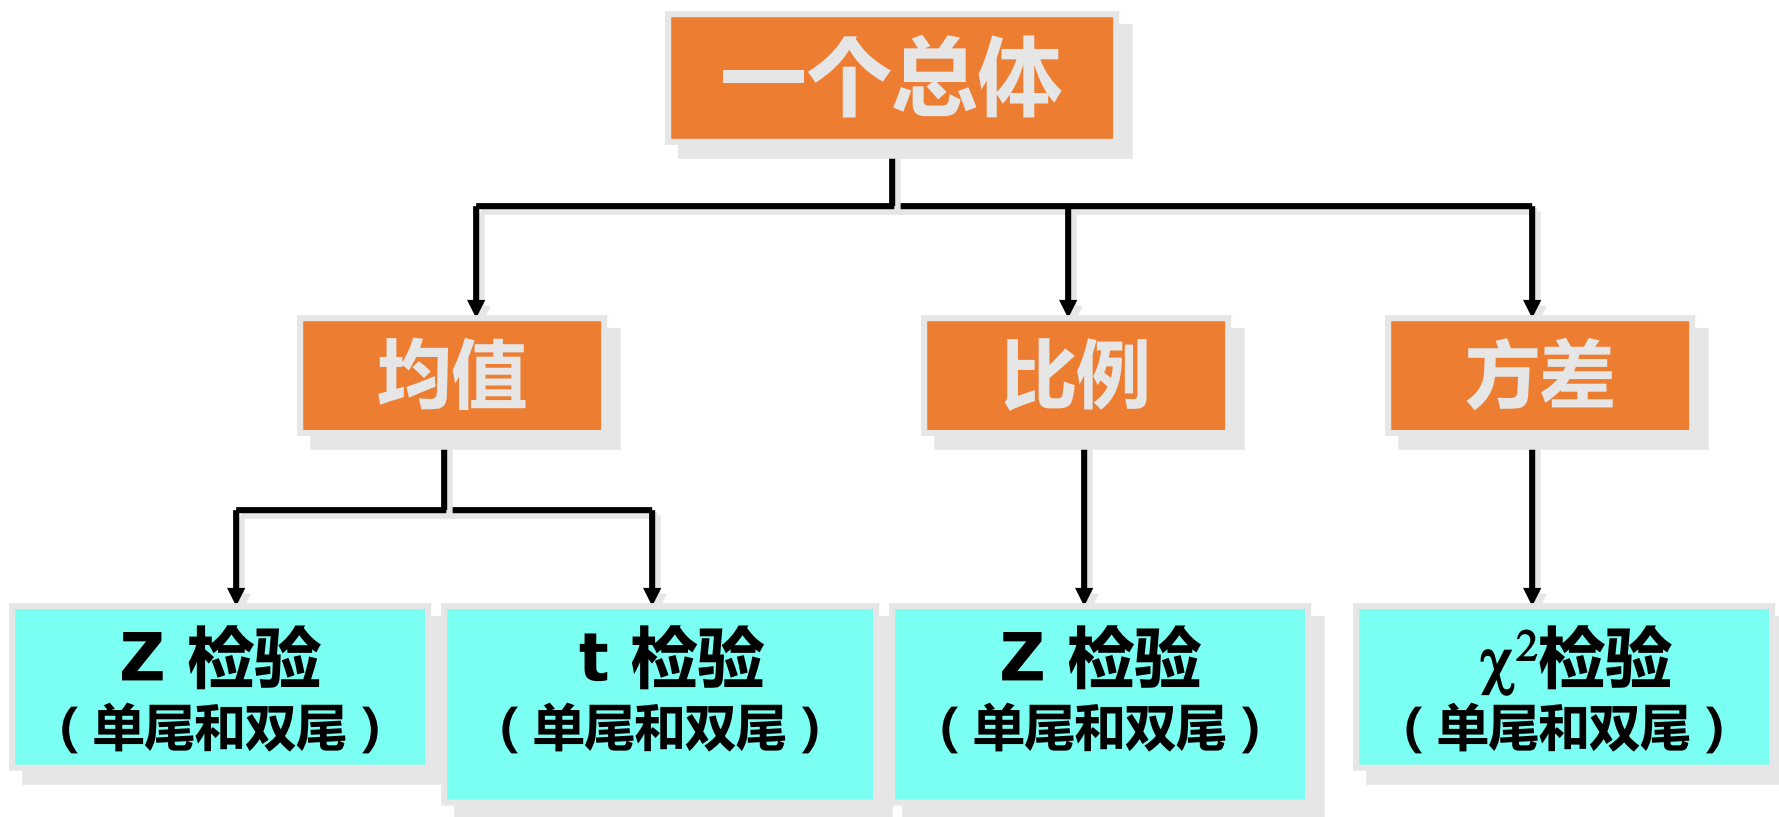 一个总体
均值
比例
方差
Z 检验
（单尾和双尾）
t 检验
（单尾和双尾）
Z 检验
（单尾和双尾）
χ²检验
（单尾和双尾）